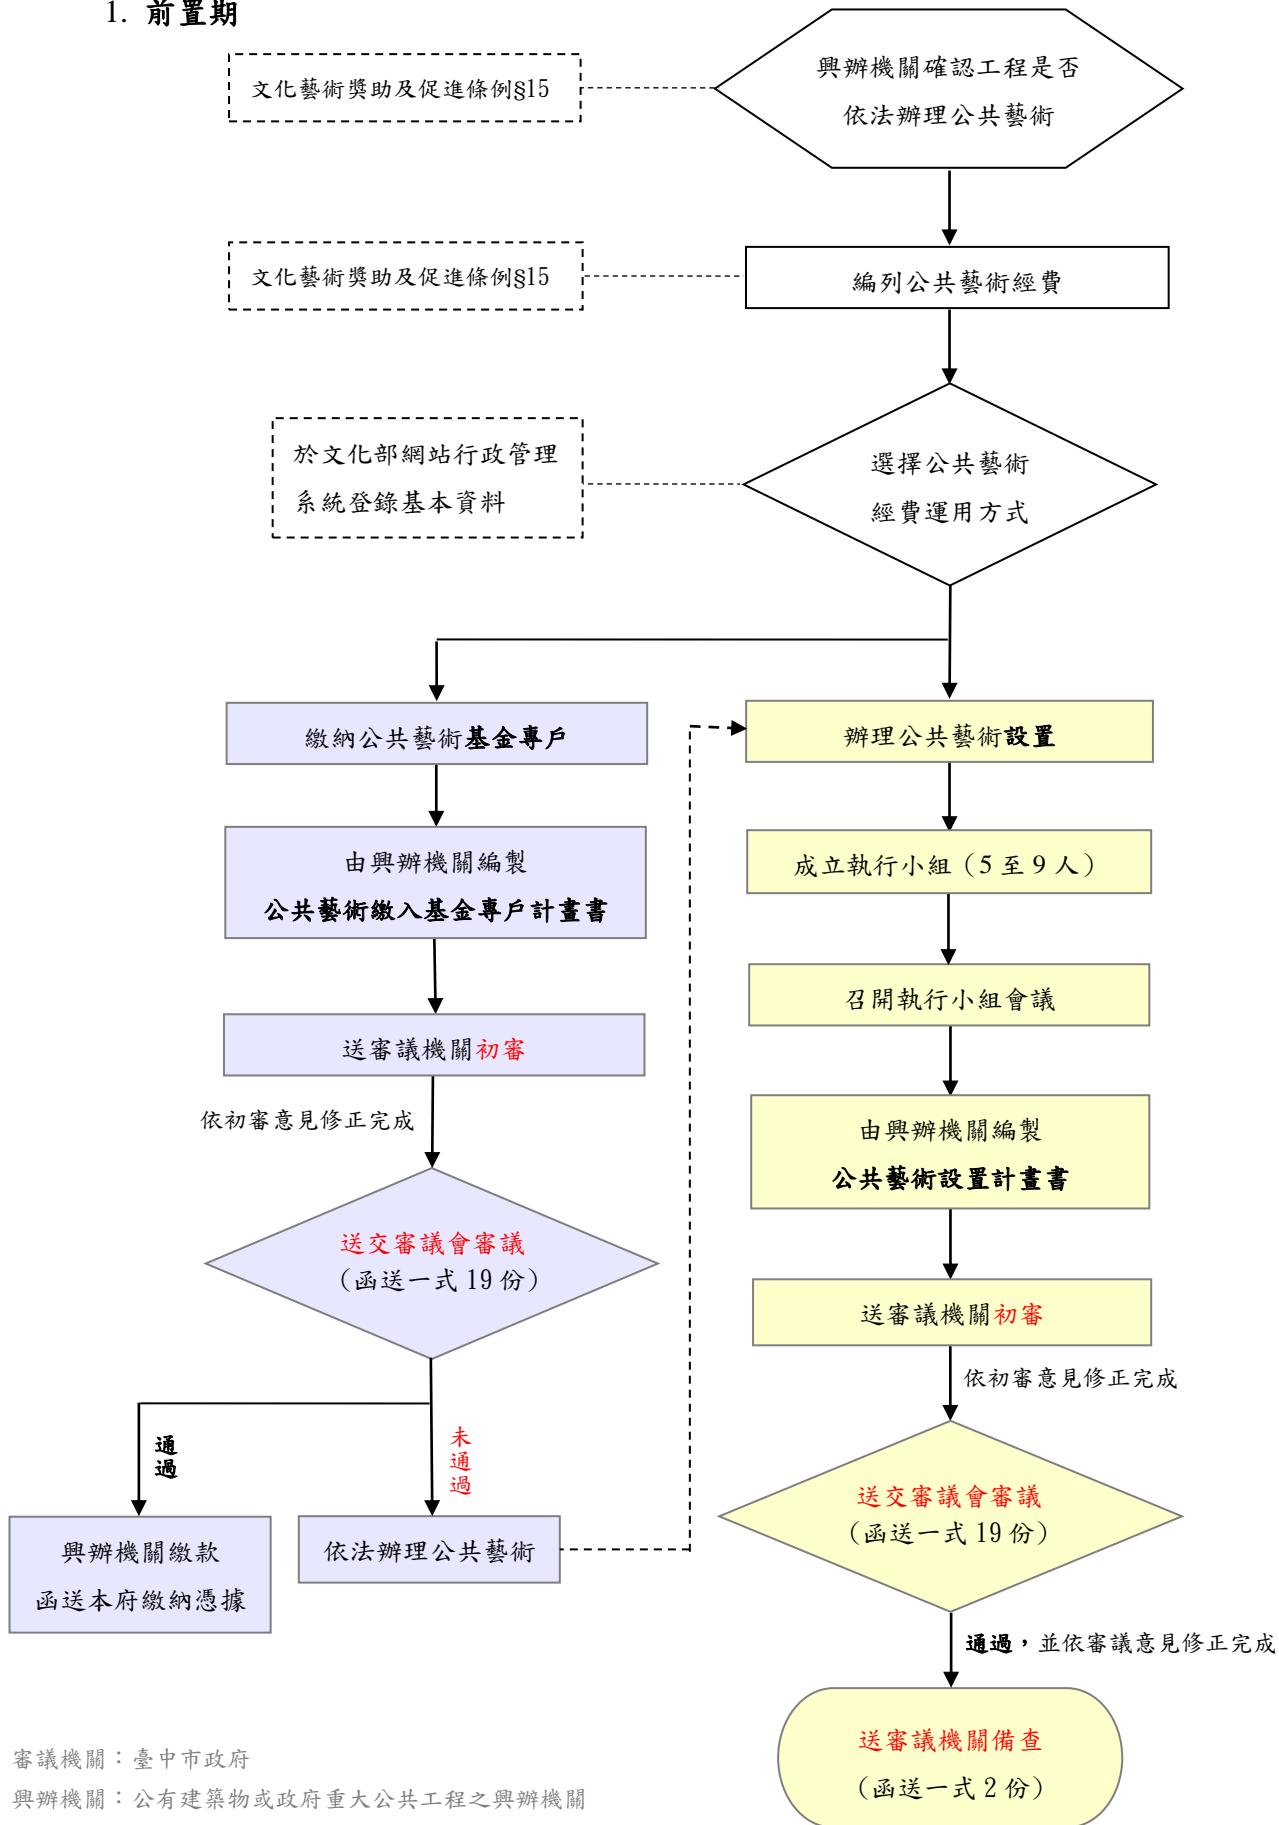 1. 前置期
文化藝術獎助及促進條例§15
興辦機關確認工程是否
依法辦理公共藝術
文化藝術獎助及促進條例§15
編列公共藝術經費
於文化部網站行政管理
系統登錄基本資料
選擇公共藝術
經費運用方式
繳納公共藝術基金專戶
由興辦機關編製
公共藝術繳入基金專戶計畫書
送審議機關初審
依初審意見修正完成
送交審議會審議
（函送一式 19 份）
通過
未通過
興辦機關繳款
函送本府繳納憑據
依法辦理公共藝術
辦理公共藝術設置
成立執行小組（5 至 9 人）
召開執行小組會議
由興辦機關編製
公共藝術設置計畫書
送審議機關初審
依初審意見修正完成
送交審議會審議
（函送一式 19 份）
通過，並依審議意見修正完成
送審議機關備查
（函送一式 2 份）
審議機關：臺中市政府
興辦機關：公有建築物或政府重大公共工程之興辦機關